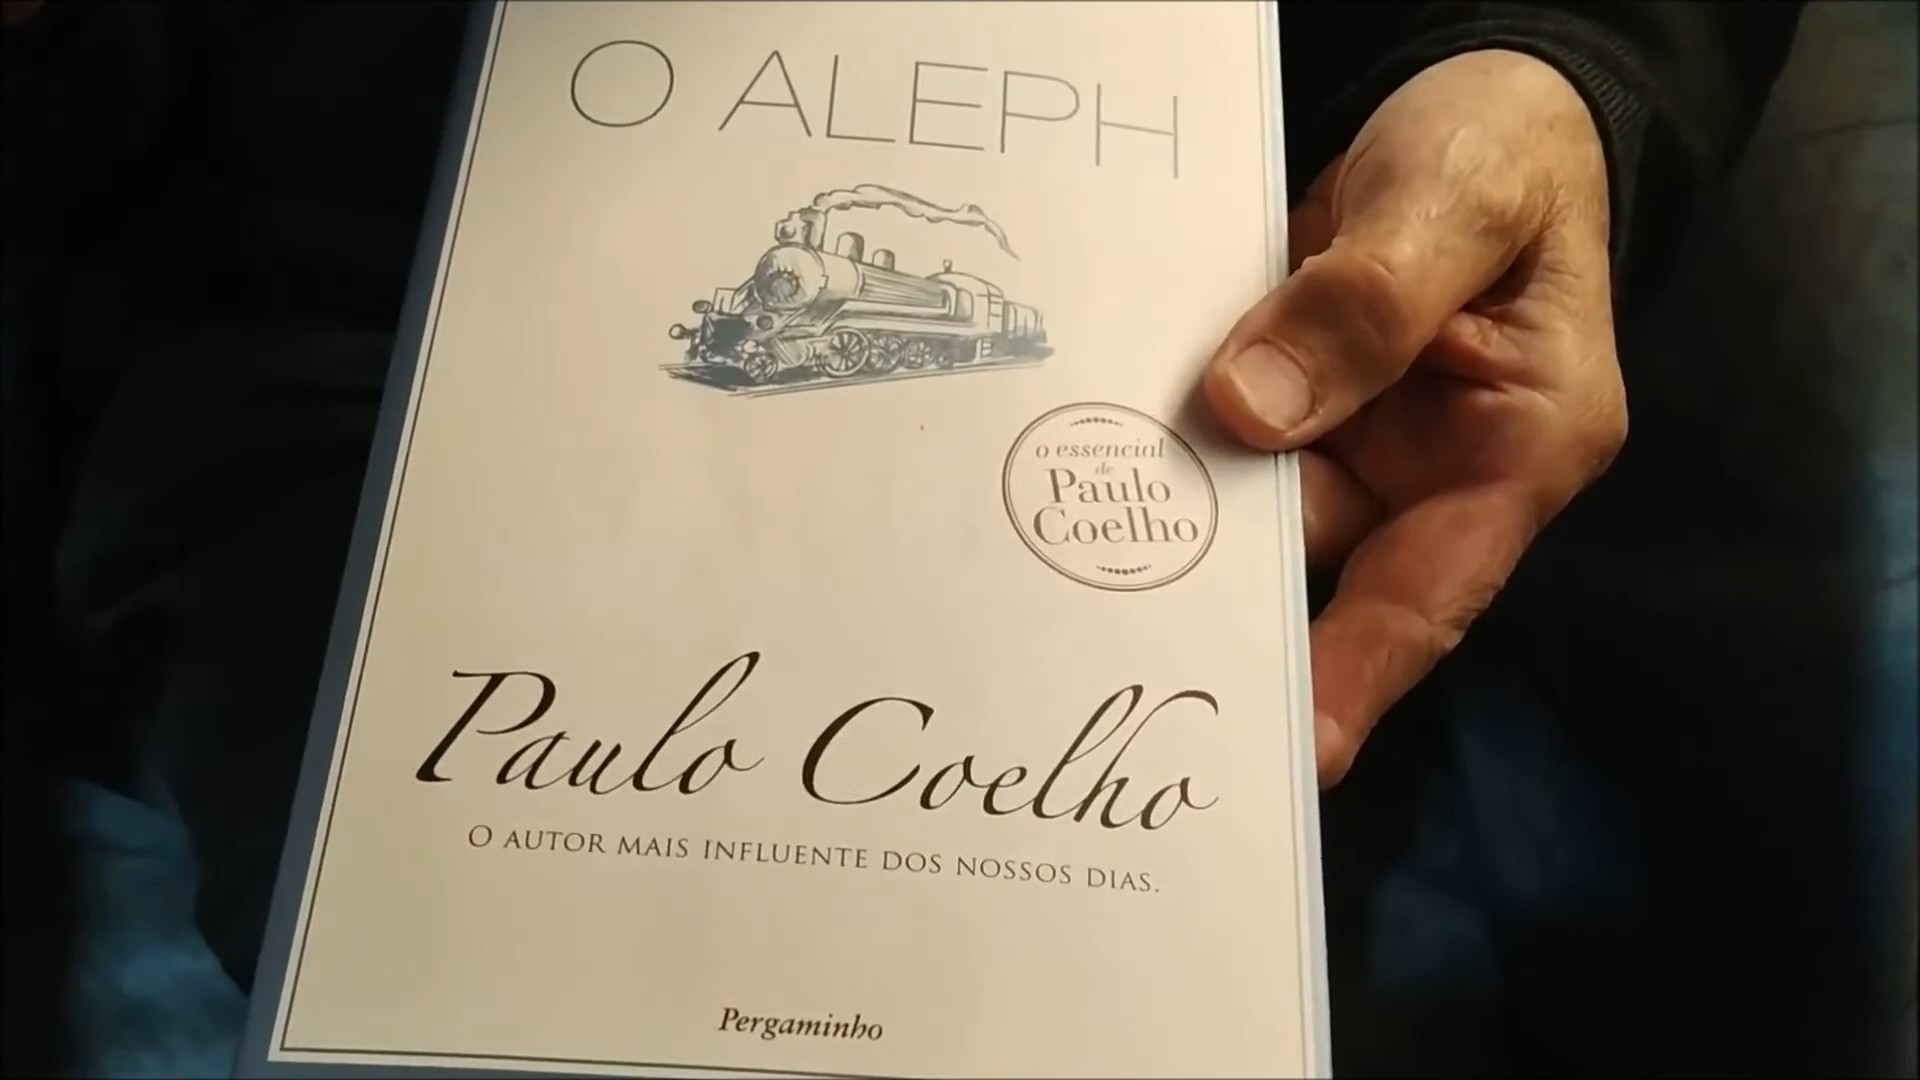 O ALEPH
o essencial
de
Paulo
Coelho
Paulo Coelho
O AUTOR MAIS INFLUENTE DOS NOSSOS DIAS.
Pergaminho